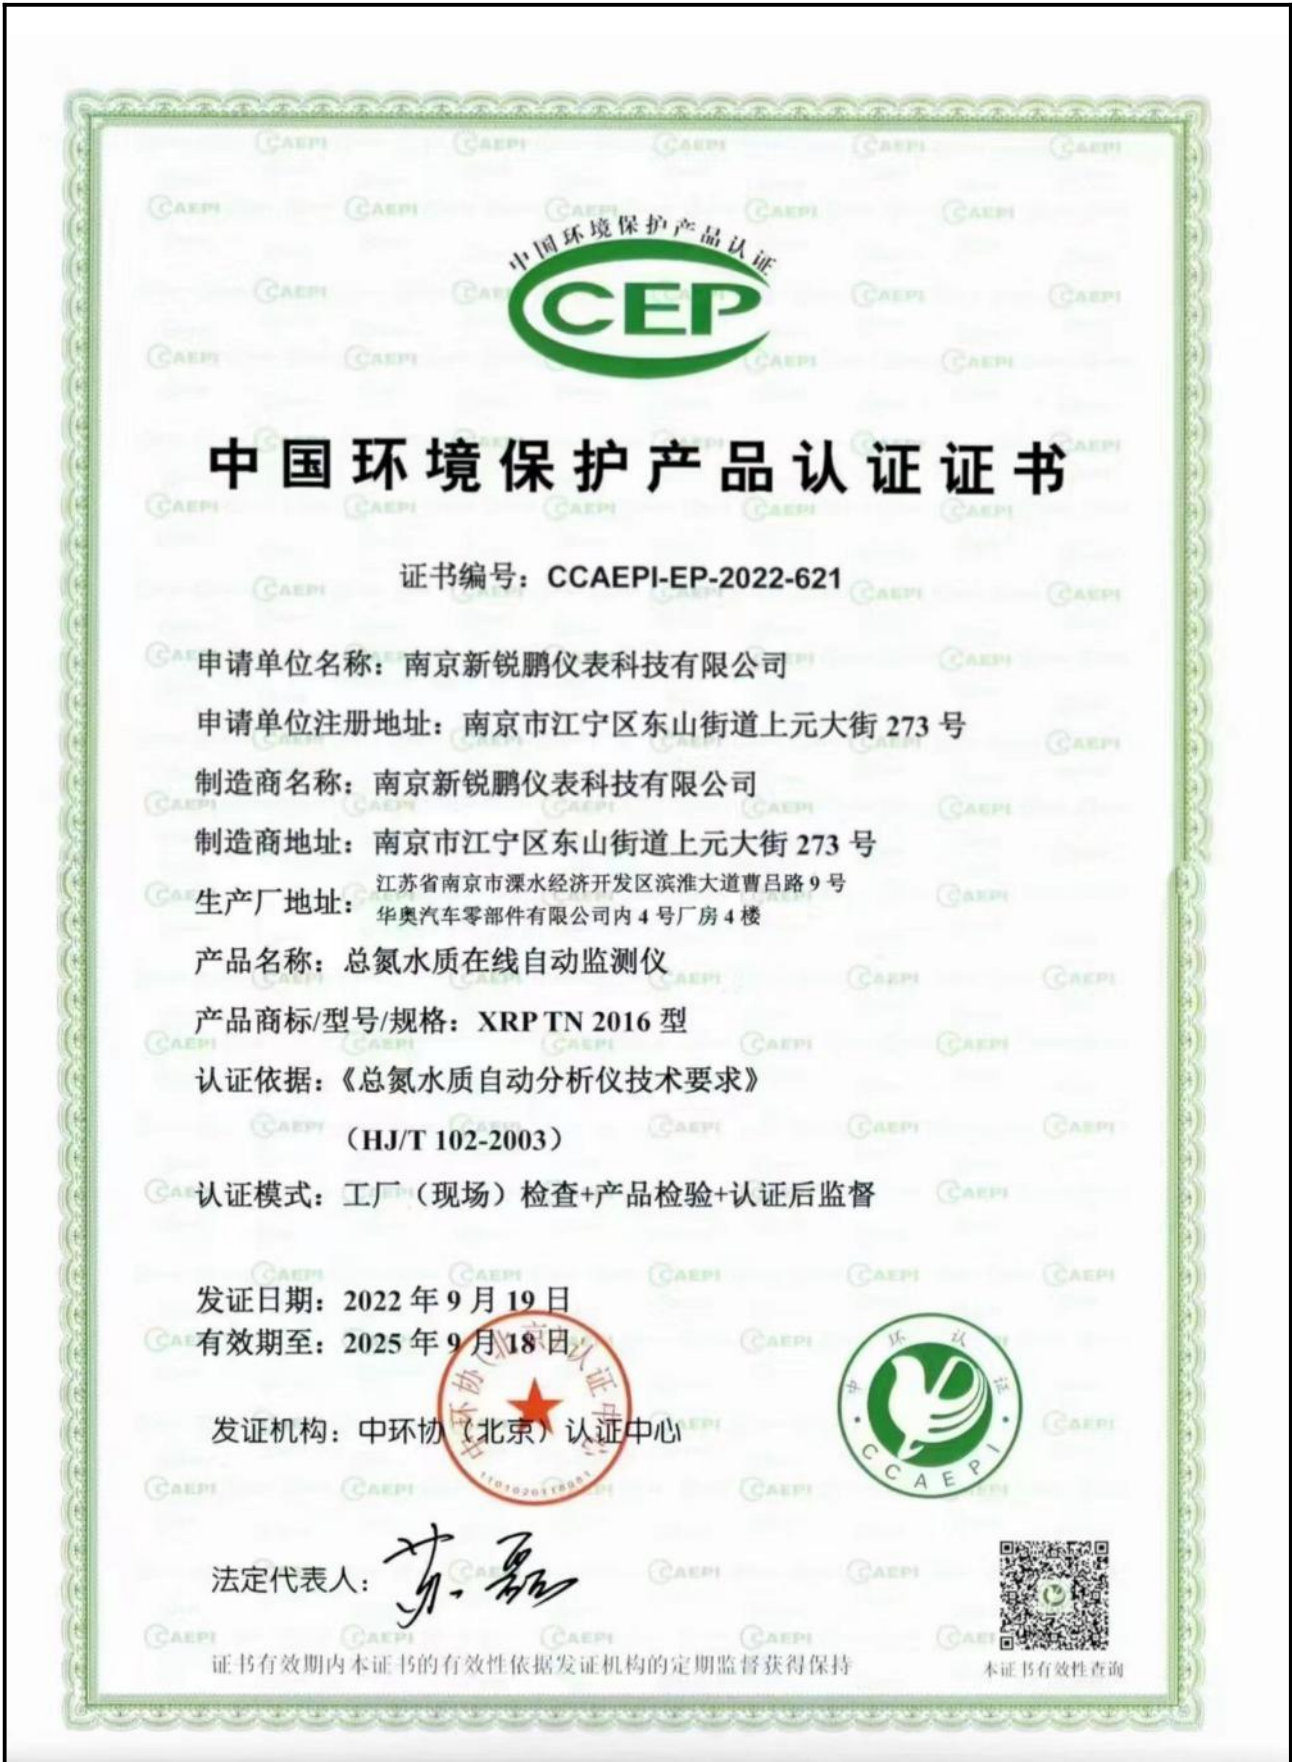 中国环境保护产品认证
CEP
中国环境保护产品认证证书
证书编号：CCAEPI-EP-2022-621
申请单位名称：南京新锐鹏仪表科技有限公司
申请单位注册地址：南京市江宁区东山街道上元大街 273 号
制造商名称：南京新锐鹏仪表科技有限公司
制造商地址：南京市江宁区东山街道上元大街 273 号
生产厂地址：江苏省南京市溧水经济开发区滨淮大道曹吕路 9 号
华奥汽车零部件有限公司内 4 号厂房 4 楼
产品名称：总氮水质在线自动监测仪
产品商标/型号/规格：XRP TN 2016 型
认证依据：《总氮水质自动分析仪技术要求》
（HJ/T 102-2003）
认证模式：工厂（现场）检查+产品检验+认证后监督
发证日期：2022 年 9 月 19 日
有效期至：2025 年 9 月 18 日
发证机构：中环协（北京）认证中心
中环协(北京)认证中心
中环认证
CCAEPI
法定代表人：苏磊
证书有效期内本证书的有效性依据发证机构的定期监督获得保持
本证书有效性查询